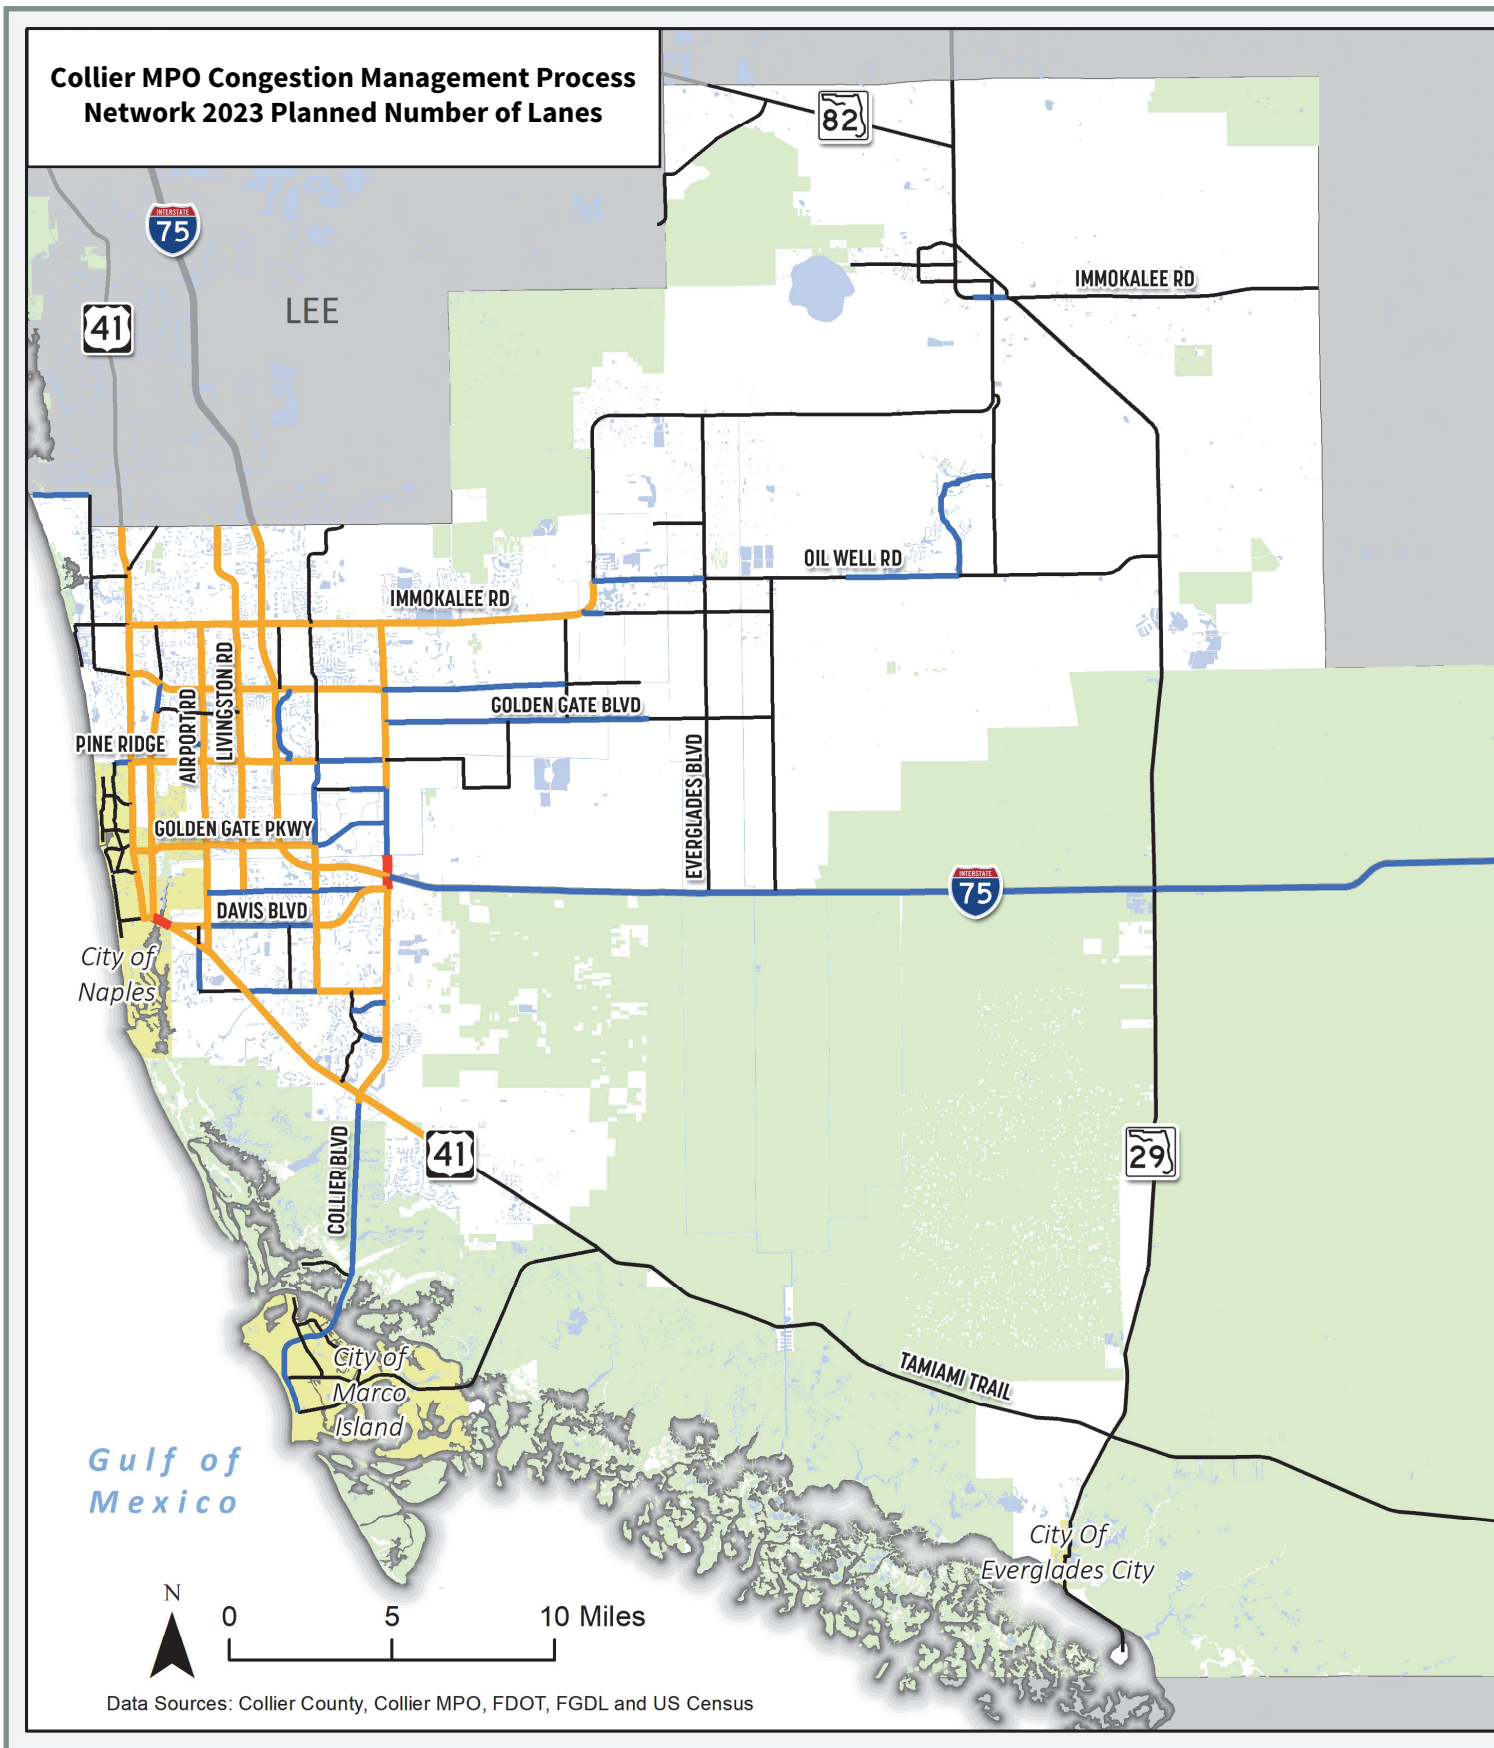 Collier MPO Congestion Management Process
Network 2023 Planned Number of Lanes
82
INTERSTATE
75
IMMOKALEE RD
LEE
41
OIL WELL RD
IMMOKALEE RD
LIVINGSTON RD
AIRPORT RD
GOLDEN GATE BLVD
PINE RIDGE
EVERGLADES BLVD
GOLDEN GATE PKWY
INTERSTATE
75
DAVIS BLVD
City of
Naples
COLLIER BLVD
41
29
City of
Marco
Island
TAMIAMI TRAIL
Gulf of
Mexico
City Of
Everglades City
N
0 5 10 Miles
Data Sources: Collier County, Collier MPO, FDOT, FGDL and US Census